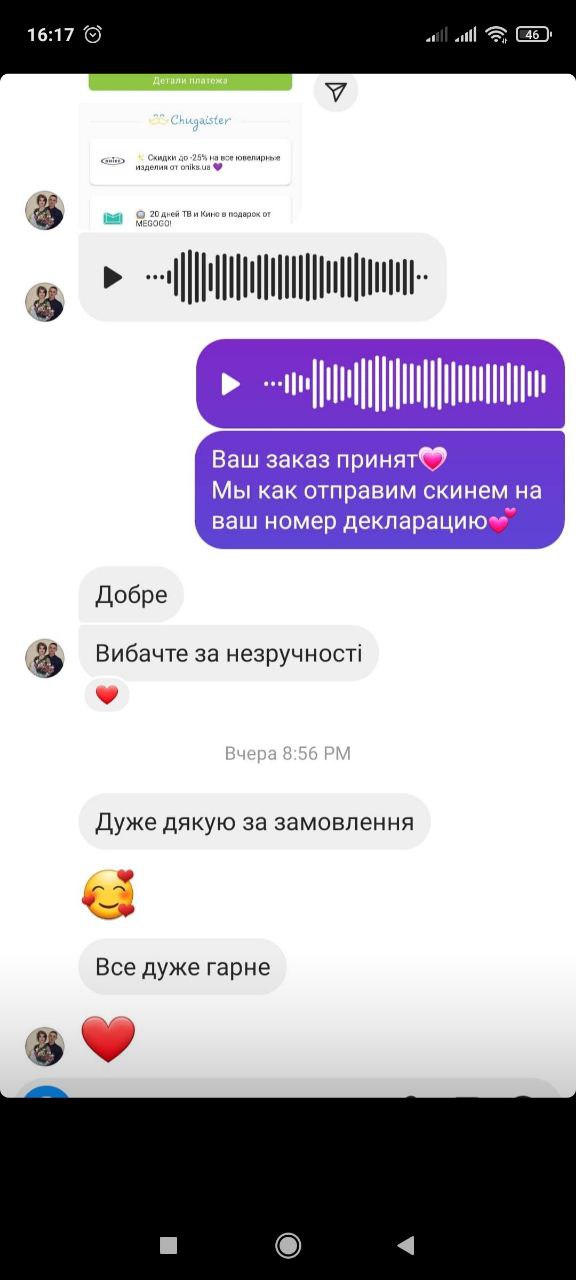 16:17
46
Детали платежа
Chugaister
Скидки до -25% на все ювелирные
изделия от oniks.ua 💜
20 дней ТВ и Кино в подарок от
MEGOGO!
Ваш заказ принят💗
Мы как отправим скинем на
ваш номер декларацию💕
Добре
Вибачте за незручності
Вчера 8:56 PM
Дуже дякую за замовлення
Все дуже гарне